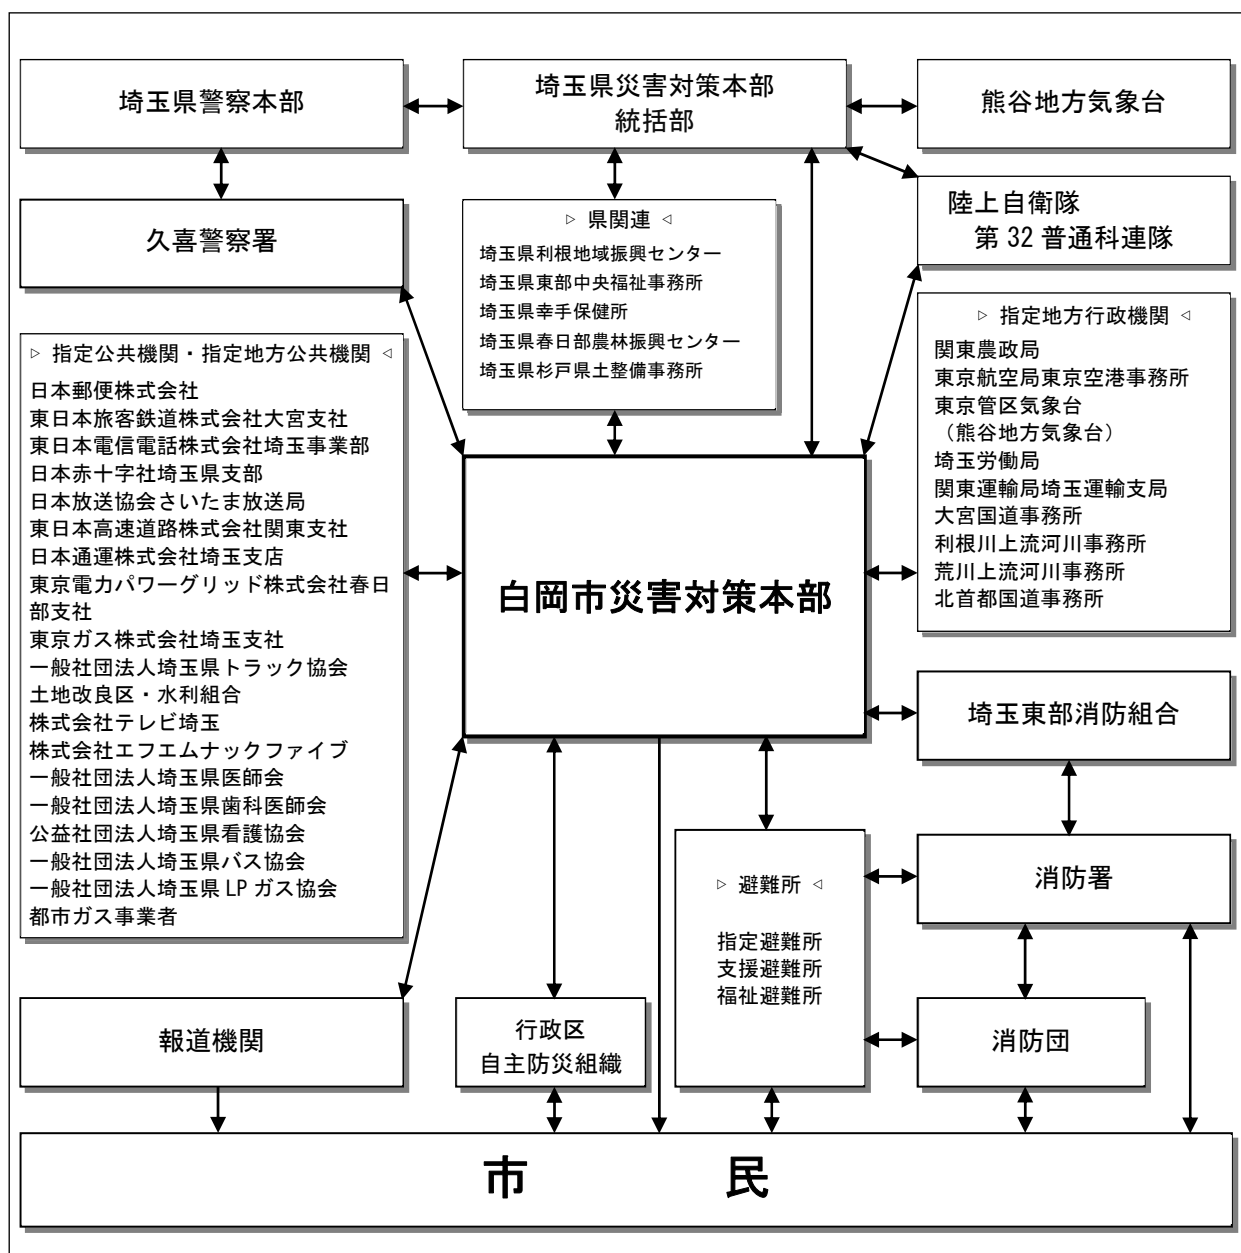 埼玉県警察本部
埼玉県災害対策本部
統括部
熊谷地方気象台
久喜警察署
▷ 県関連 ◁
埼玉県利根地域振興センター
埼玉県東部中央福祉事務所
埼玉県幸手保健所
埼玉県春日部農林振興センター
埼玉県杉戸県土整備事務所
陸上自衛隊
第 32 普通科連隊
▷ 指定公共機関・指定地方公共機関 ◁
日本郵便株式会社
東日本旅客鉄道株式会社大宮支社
東日本電信電話株式会社埼玉事業部
日本赤十字社埼玉県支部
日本放送協会さいたま放送局
東日本高速道路株式会社関東支社
日本通運株式会社埼玉支店
東京電力パワーグリッド株式会社春日
部支社
東京ガス株式会社埼玉支社
一般社団法人埼玉県トラック協会
土地改良区・水利組合
株式会社テレビ埼玉
株式会社エフエムナックファイブ
一般社団法人埼玉県医師会
一般社団法人埼玉県歯科医師会
公益社団法人埼玉県看護協会
一般社団法人埼玉県バス協会
一般社団法人埼玉県 LP ガス協会
都市ガス事業者
白岡市災害対策本部
▷ 指定地方行政機関 ◁
関東農政局
東京航空局東京空港事務所
東京管区気象台
（熊谷地方気象台）
埼玉労働局
関東運輸局埼玉運輸支局
大宮国道事務所
利根川上流河川事務所
荒川上流河川事務所
北首都国道事務所
埼玉東部消防組合
▷ 避難所 ◁
指定避難所
支援避難所
福祉避難所
消防署
報道機関
行政区
自主防災組織
消防団
市 民